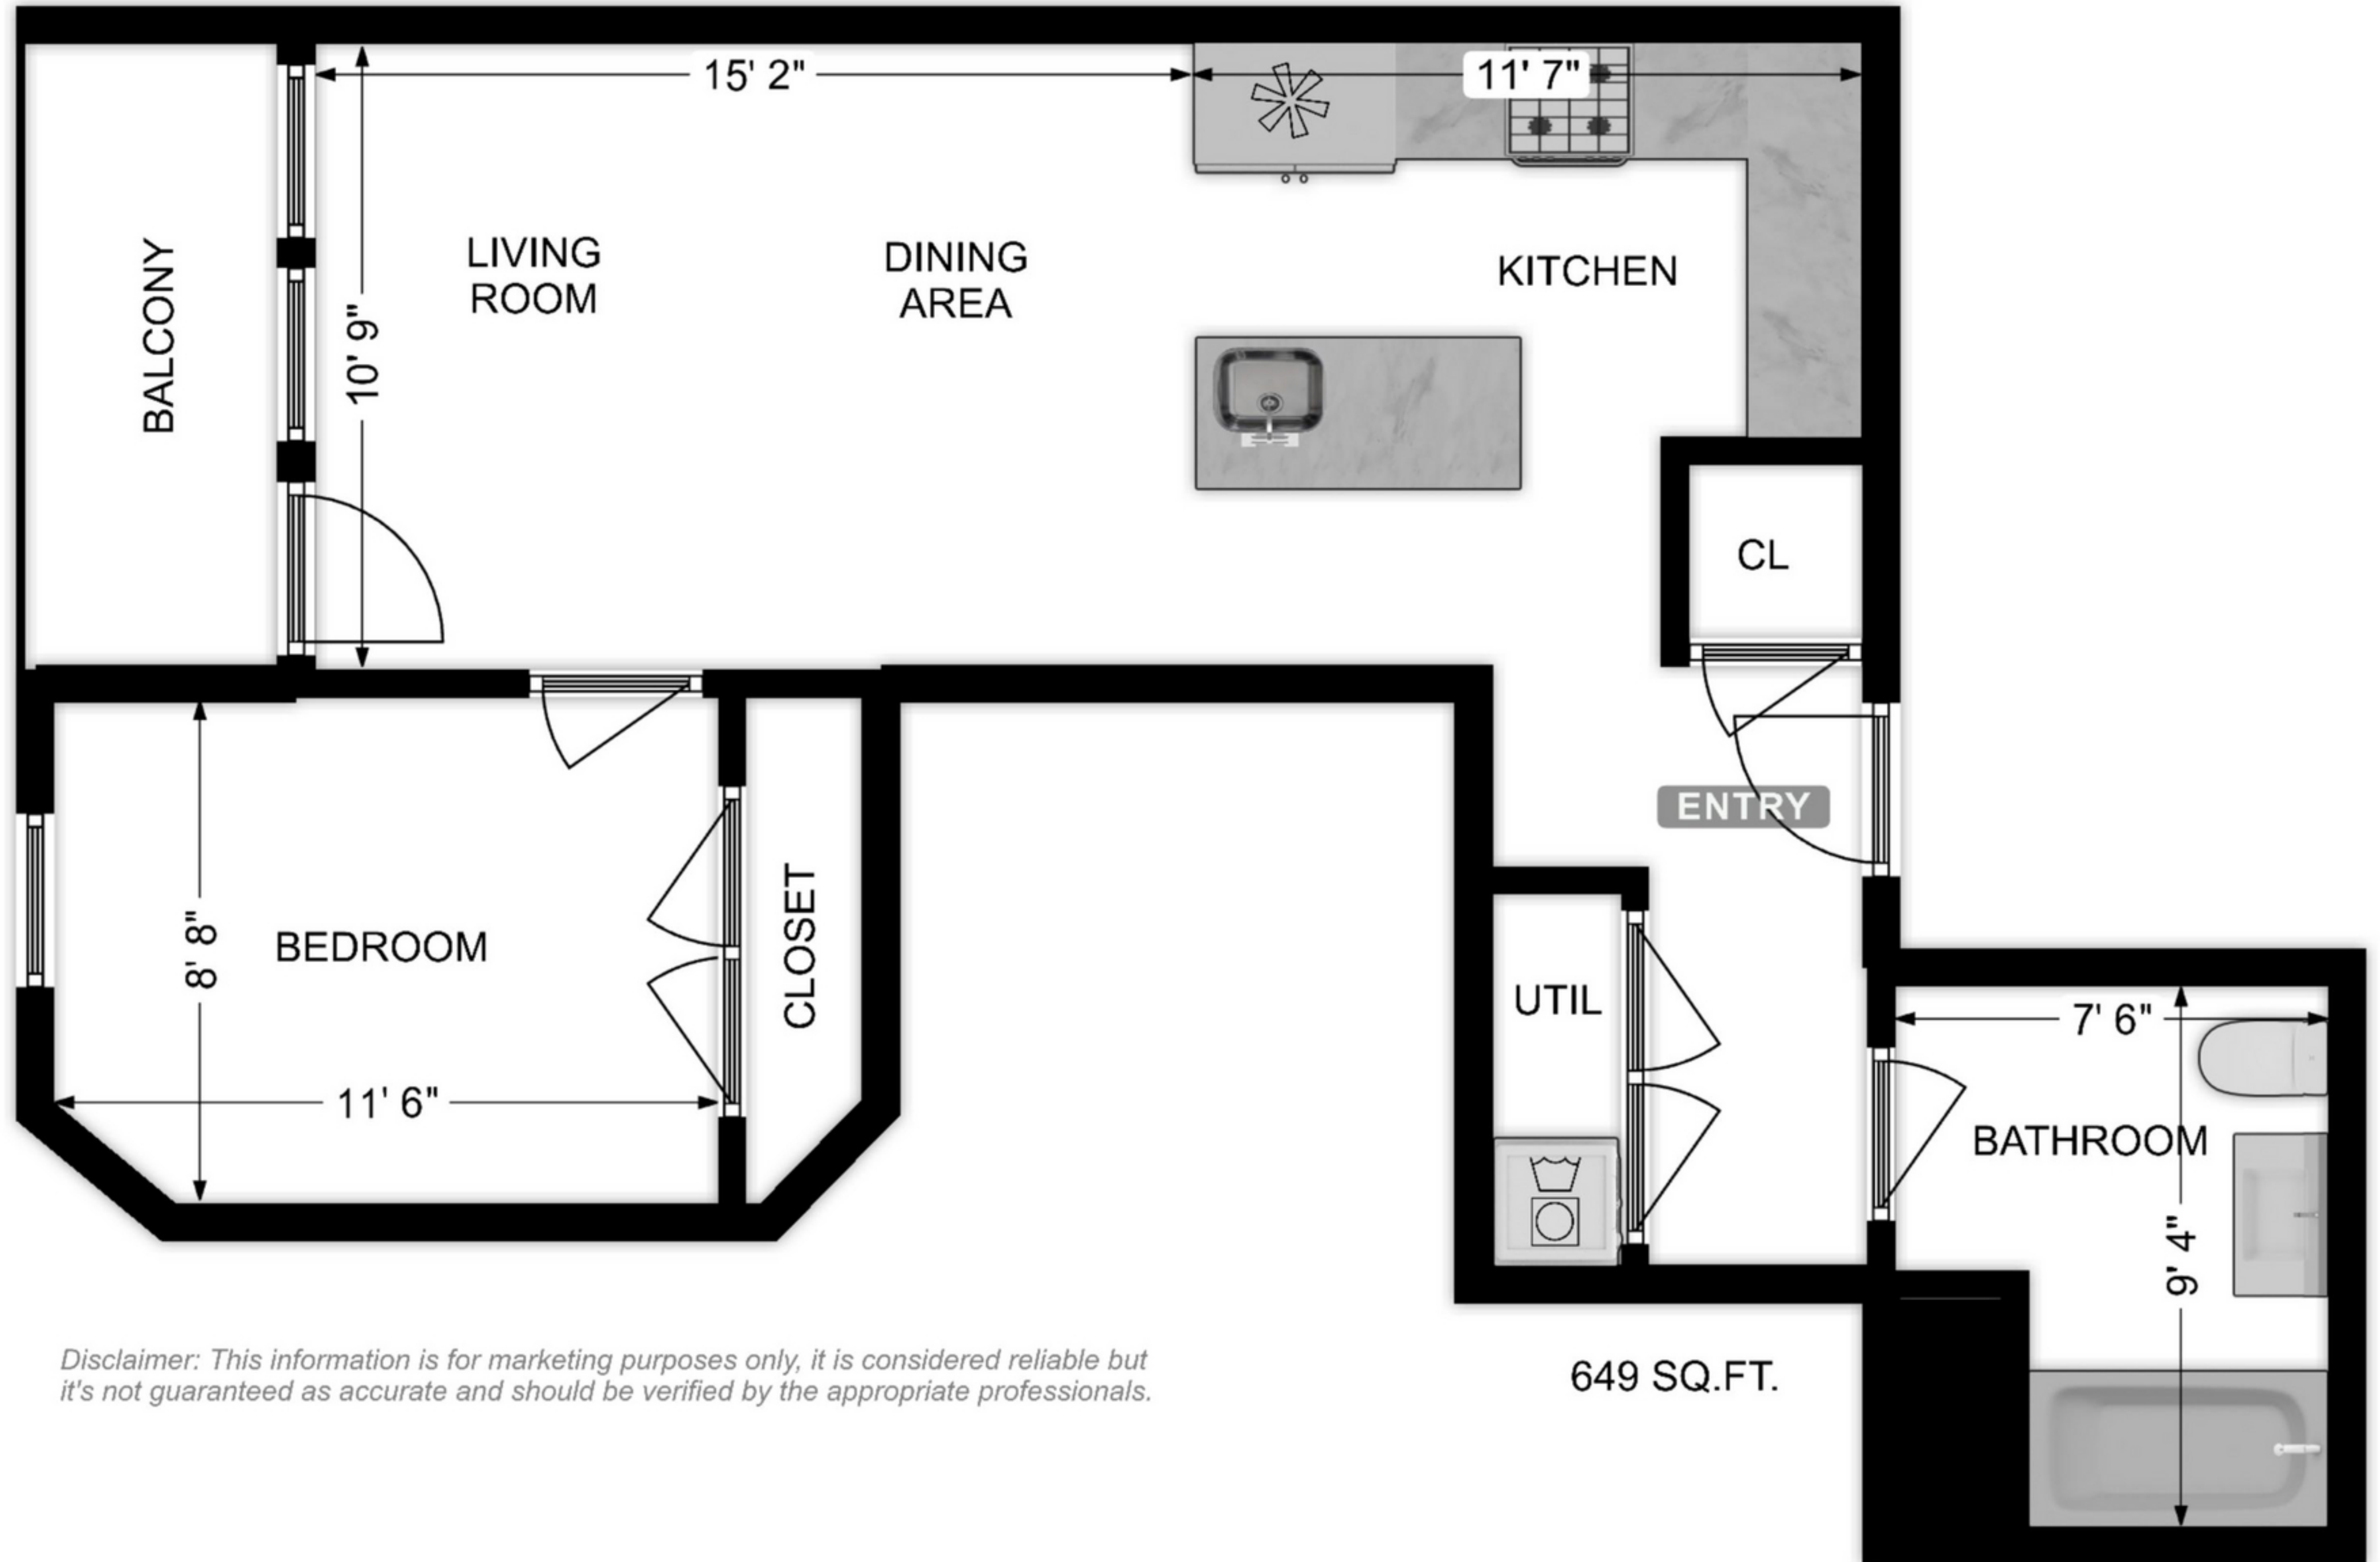 15' 2"
11' 7"
BALCONY
10' 9"
LIVING
ROOM
DINING
AREA
KITCHEN
CL
ENTRY
8' 8"
BEDROOM
CLOSET
11' 6"
UTIL
7' 6"
BATHROOM
9' 4"
Disclaimer: This information is for marketing purposes only, it is considered reliable but
it's not guaranteed as accurate and should be verified by the appropriate professionals.
649 SQ.FT.